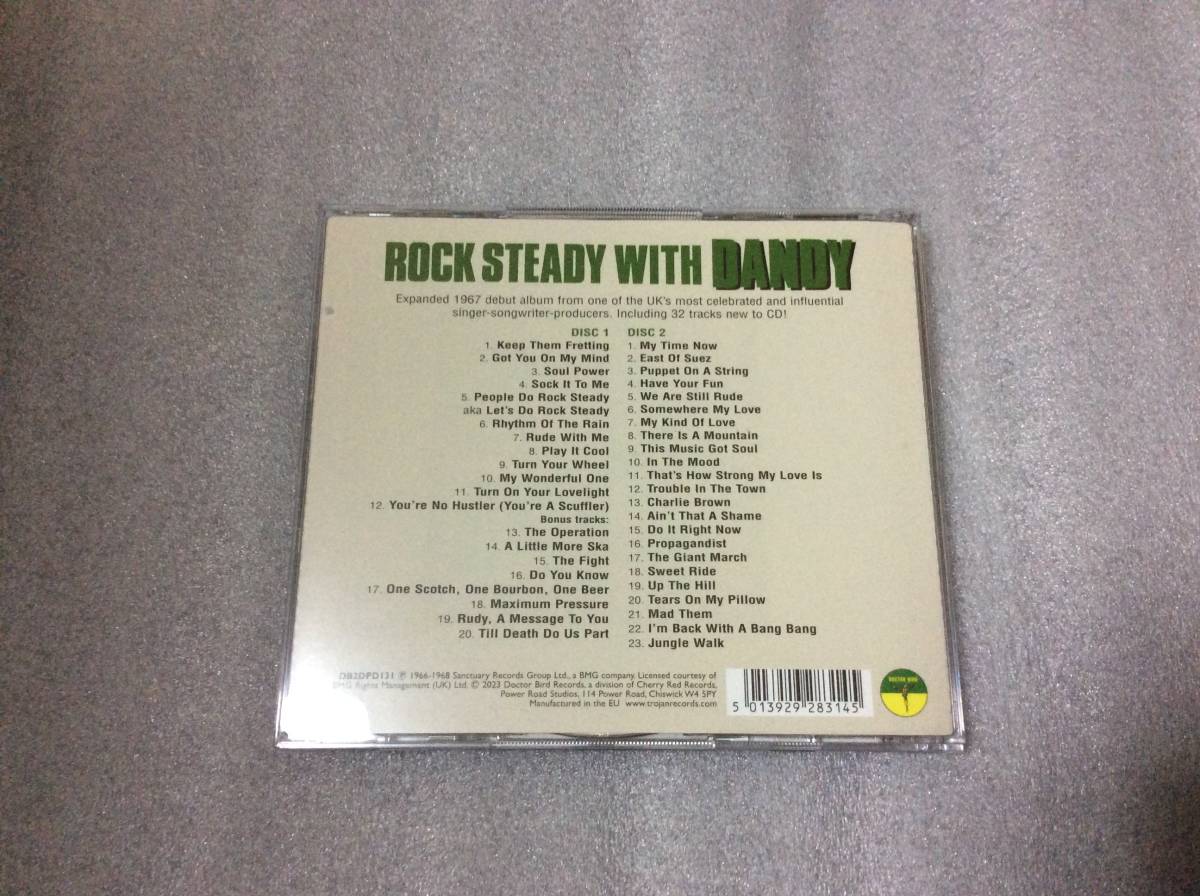 ROCK STEADY WITH DANDY
Expanded 1967 debut album from one of the UK's most celebrated and influential
singer-songwriter-producers. Including 32 tracks new to CD!
DISC 1
1. Keep Them Fretting
2. Got You On My Mind
3. Soul Power
4. Sock It To Me
5. People Do Rock Steady
aka Let's Do Rock Steady
6. Rhythm Of The Rain
7. Rude With Me
8. Play It Cool
9. Turn Your Wheel
10. My Wonderful One
11. Turn On Your Lovelight
12. You're No Hustler (You're A Scuffler)
Bonus tracks:
13. The Operation
14. A Little More Ska
15. The Fight
16. Do You Know
17. One Scotch, One Bourbon, One Beer
18. Maximum Pressure
19. Rudy, A Message To You
20. Till Death Do Us Part
DISC 2
1. My Time Now
2. East Of Suez
3. Puppet On A String
4. Have Your Fun
5. We Are Still Rude
6. Somewhere My Love
7. My Kind Of Love
8. There Is A Mountain
9. This Music Got Soul
10. In The Mood
11. That's How Strong My Love Is
12. Trouble In The Town
13. Charlie Brown
14. Ain't That A Shame
15. Do It Right Now
16. Propagandist
17. The Giant March
18. Sweet Ride
19. Up The Hill
20. Tears On My Pillow
21. Mad Them
22. I'm Back With A Bang Bang
23. Jungle Walk
DB2DPD131 ℗ 1966-1968 Sanctuary Records Group Ltd., a BMG company. Licensed courtesy of
BMG Rights Management (UK) Ltd. © 2023 Doctor Bird Records, a division of Cherry Red Records,
Power Road Studios, 114 Power Road, Chiswick W4 5PY
Manufactured in the EU www.trojanrecords.com
5 013929 283145
DOCTOR BIRD